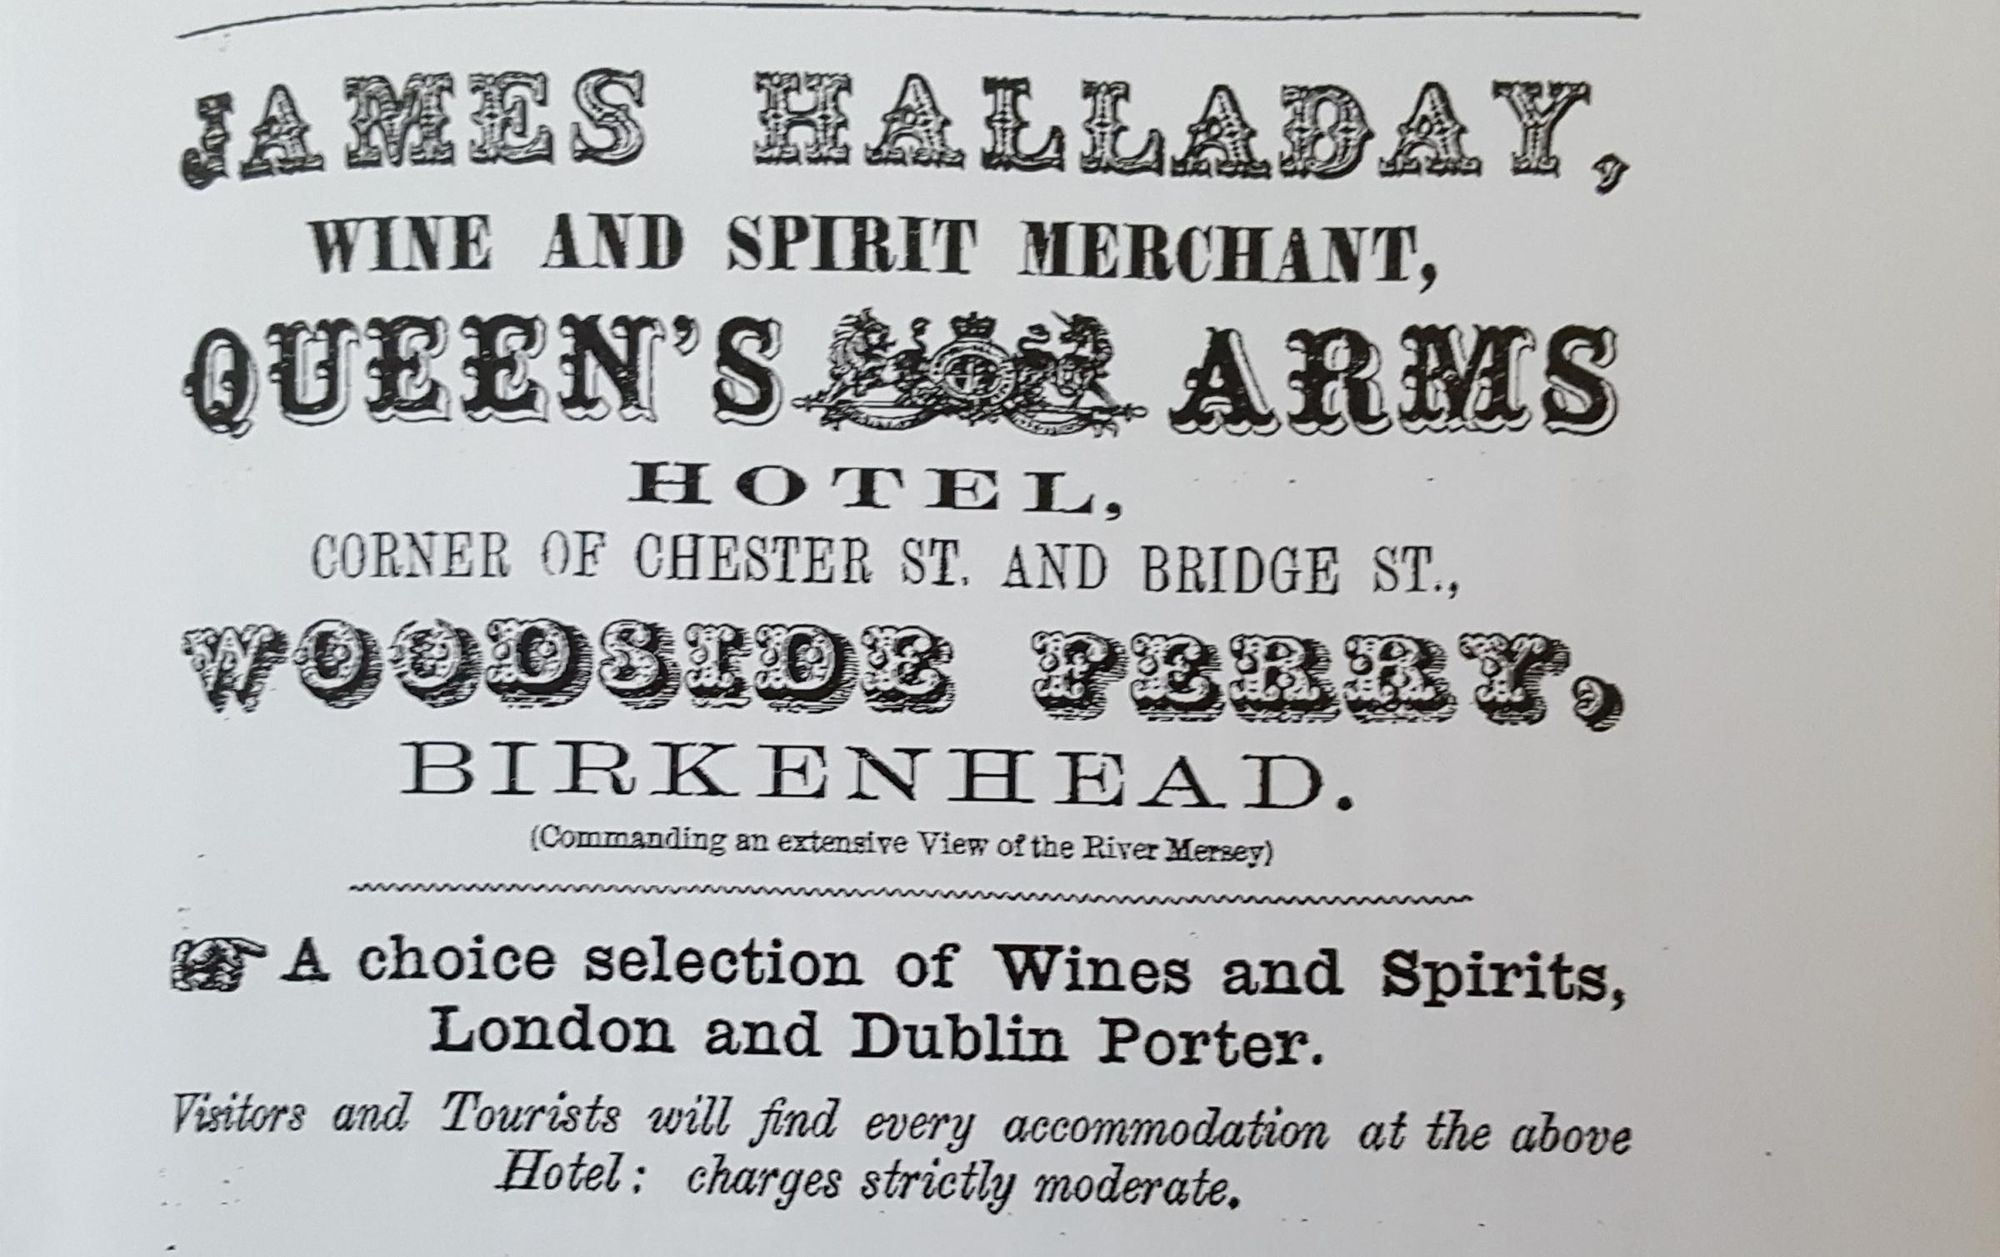 JAMES HALLADAY,
WINE AND SPIRIT MERCHANT,
QUEEN'S ARMS
HOTEL,
CORNER OF CHESTER ST. AND BRIDGE ST.,
WOODSIDE FERRY,
BIRKENHEAD.
(Commanding an extensive View of the River Mersey)
A choice selection of Wines and Spirits,
London and Dublin Porter.
Visitors and Tourists will find every accommodation at the above
Hotel: charges strictly moderate.